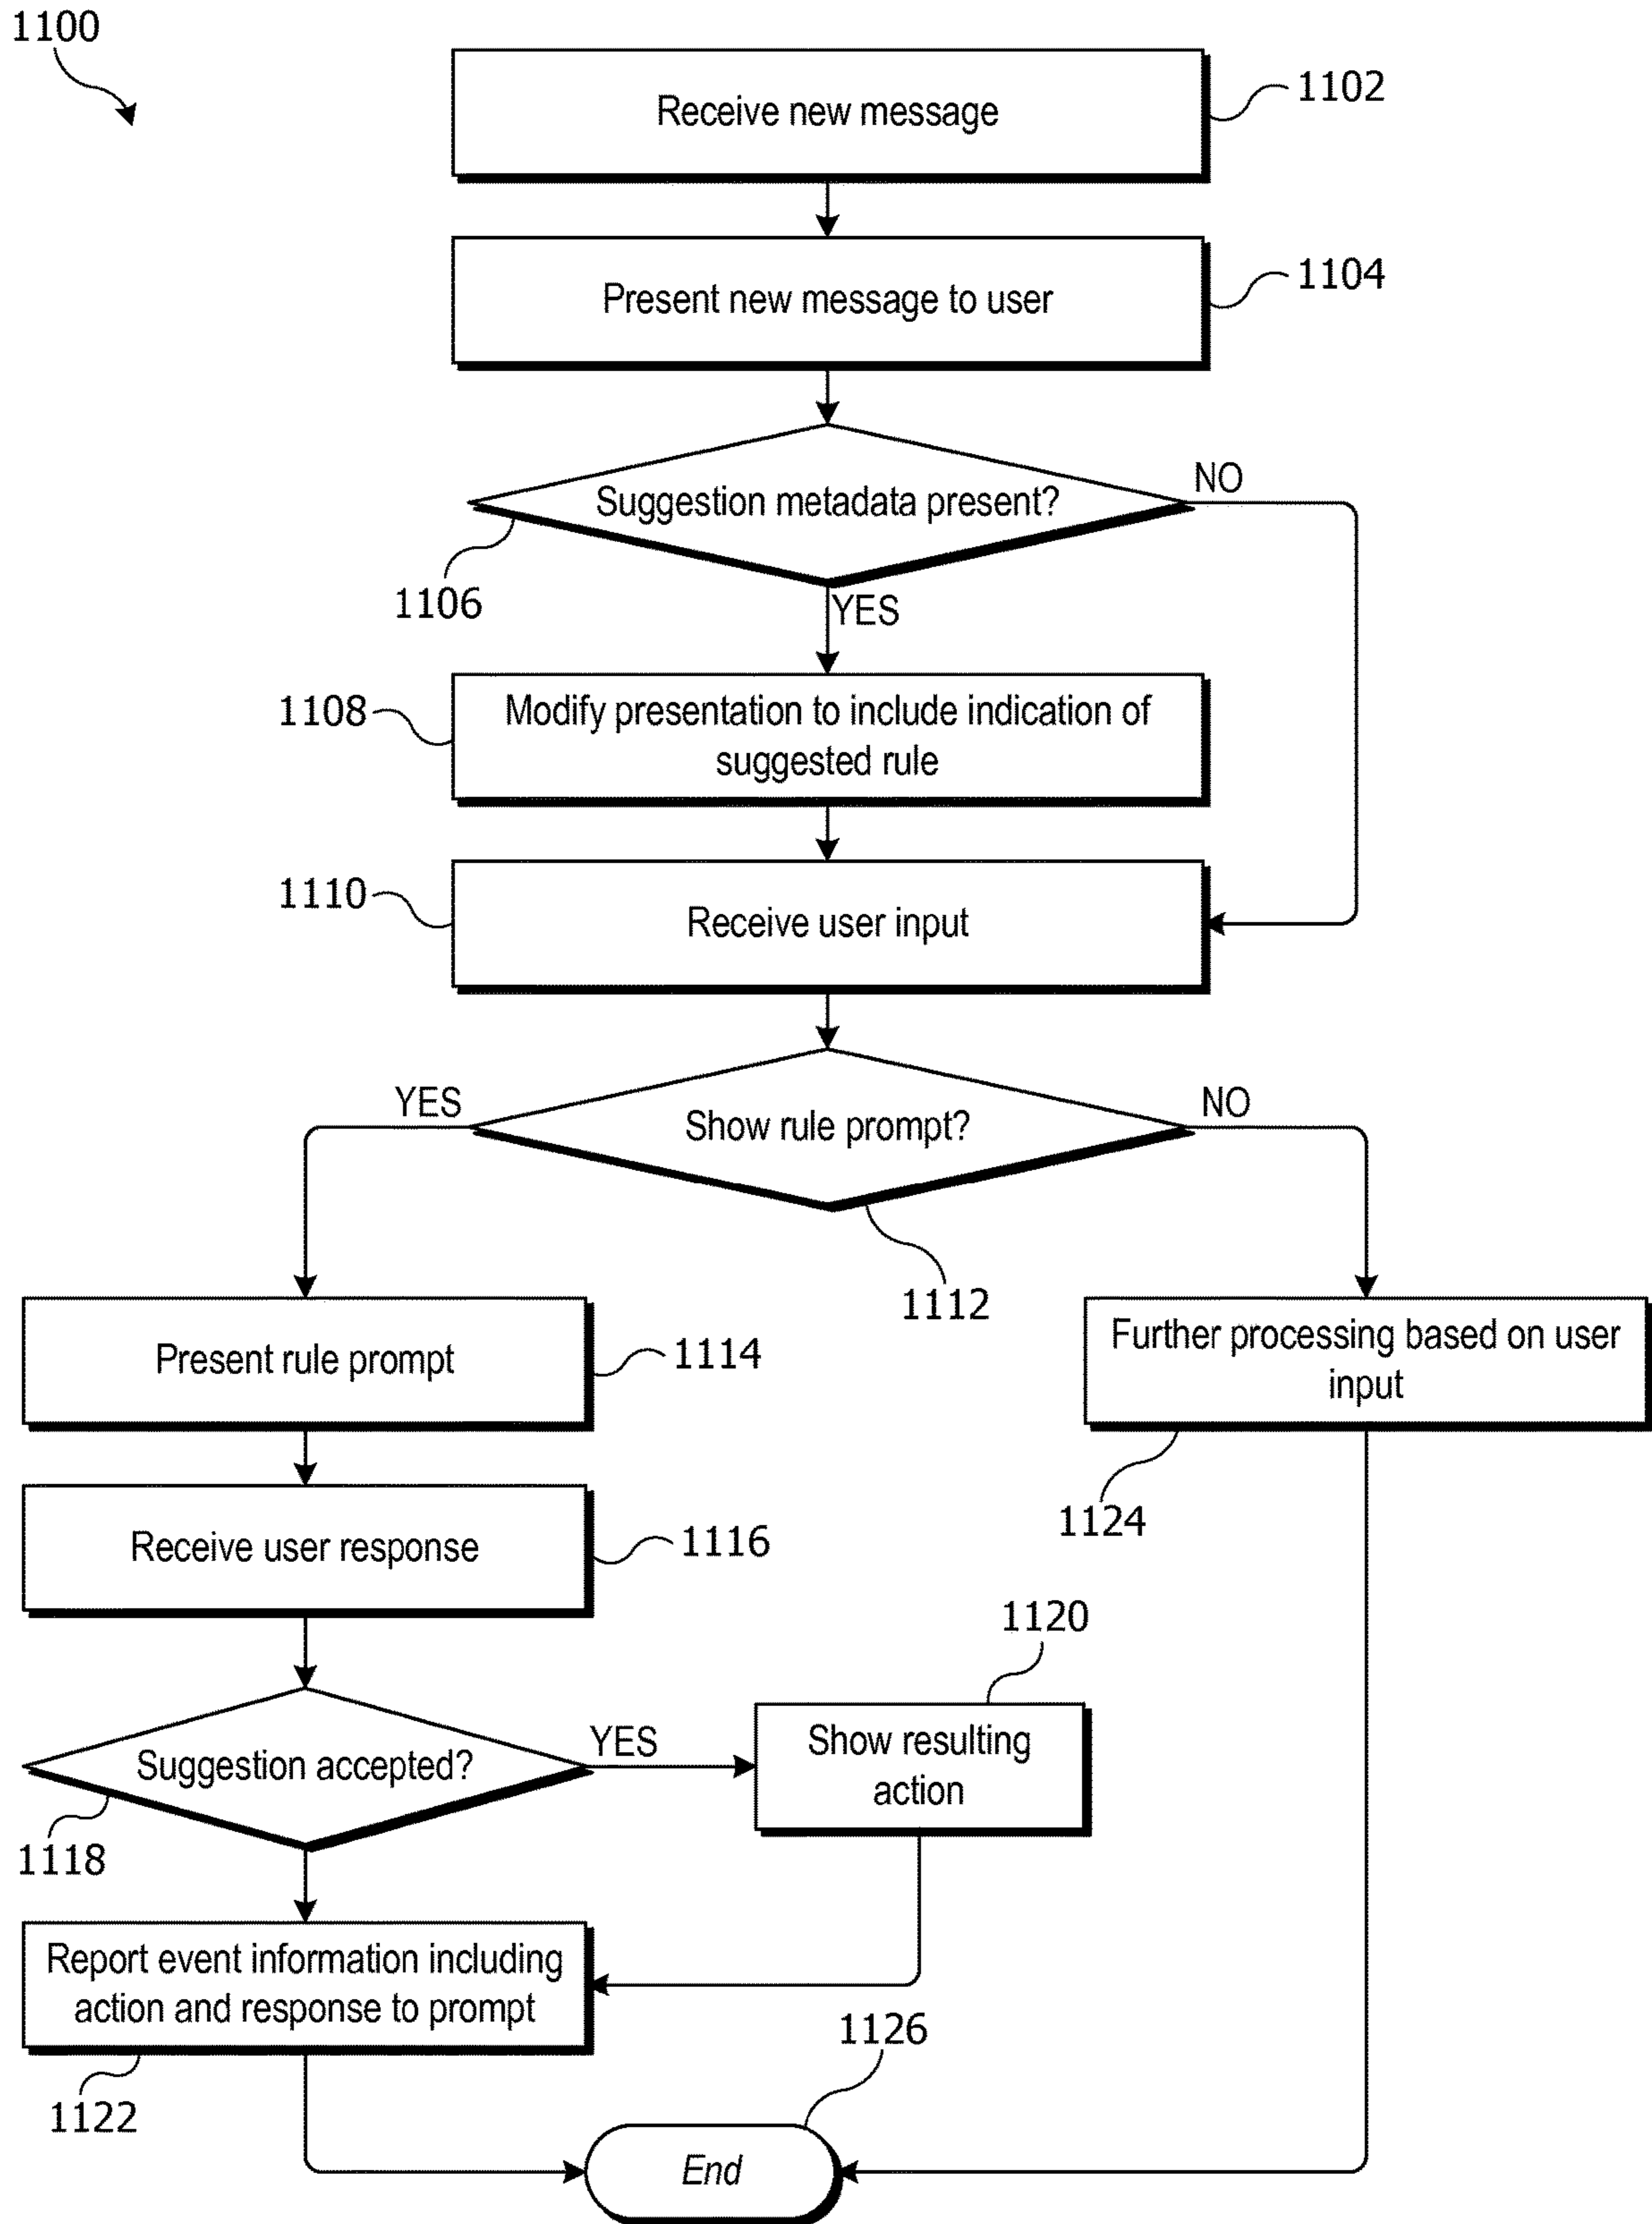 1100
Receive new message
1102
Present new message to user
1104
Suggestion metadata present?
NO
1106
YES
1108
Modify presentation to include indication of
suggested rule
1110
Receive user input
YES
Show rule prompt?
NO
1112
Present rule prompt
1114
Further processing based on user
input
1124
Receive user response
1116
1120
Suggestion accepted?
YES
Show resulting
action
1118
Report event information including
action and response to prompt
1122
1126
End